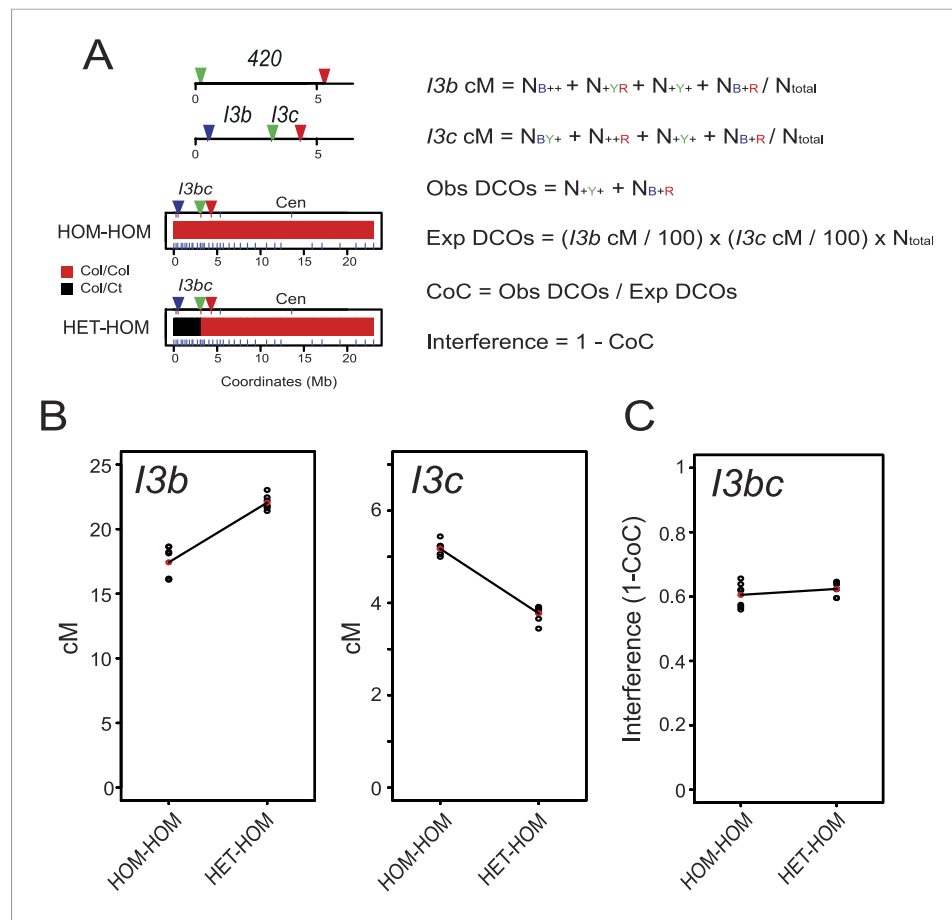 A
420
0 5
I3b I3c
0 5
I3b cM = NB++ + N+YR + N+Y+ + NB+R / Ntotal
I3c cM = NBY+ + N++R + N+Y+ + NB+R / Ntotal
Obs DCOs = N+Y+ + NB+R
Exp DCOs = (I3b cM / 100) x (I3c cM / 100) x Ntotal
CoC = Obs DCOs / Exp DCOs
Interference = 1 - CoC
I3bc
Cen
HOM-HOM
0 5 10 15 20
Col/Col
Col/Ct
I3bc
Cen
HET-HOM
0 5 10 15 20
Coordinates (Mb)
B
I3b
cM
25
20
15
10
5
0
HOM-HOM
HET-HOM
I3c
cM
6
4
2
0
HOM-HOM
HET-HOM
C
I3bc
Interference (1-CoC)
1
0.8
0.6
0.4
0.2
0
HOM-HOM
HET-HOM